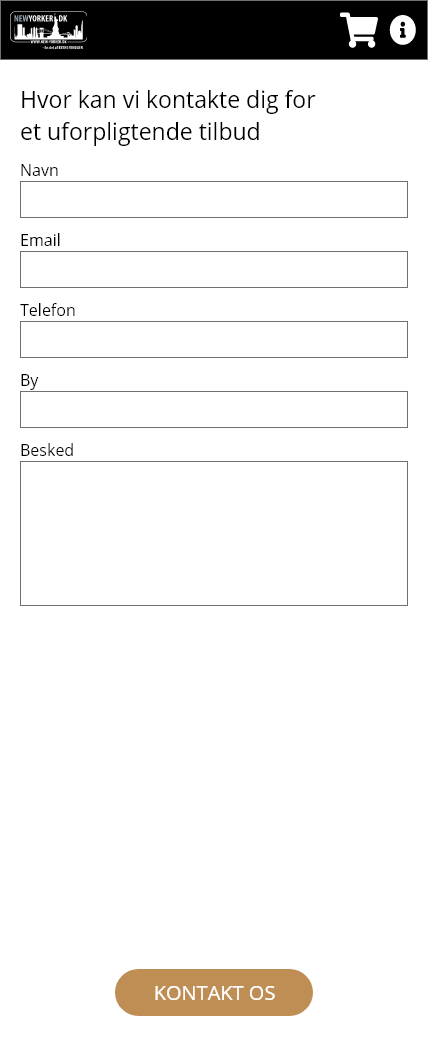 NEWYORKER.DK
WWW.NEW-YORKER.DK
Hvor kan vi kontakte dig for
et uforpligtende tilbud
Navn
Email
Telefon
By
Besked
KONTAKT OS